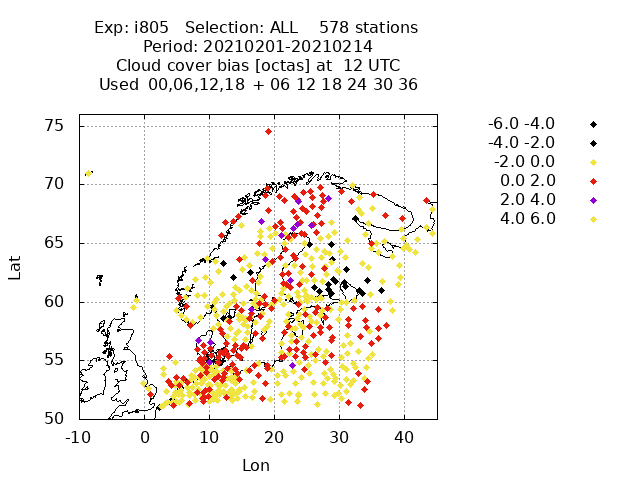 Exp: i805   Selection: ALL    578 stations
Period: 20210201-20210214
Cloud cover bias [octas] at  12 UTC
Used 00,06,12,18 + 06 12 18 24 30 36
-6.0 -4.0
-4.0 -2.0
-2.0 0.0
0.0 2.0
2.0 4.0
4.0 6.0
75
70
65
60
55
50
Lat
-10 0 10 20 30 40
Lon